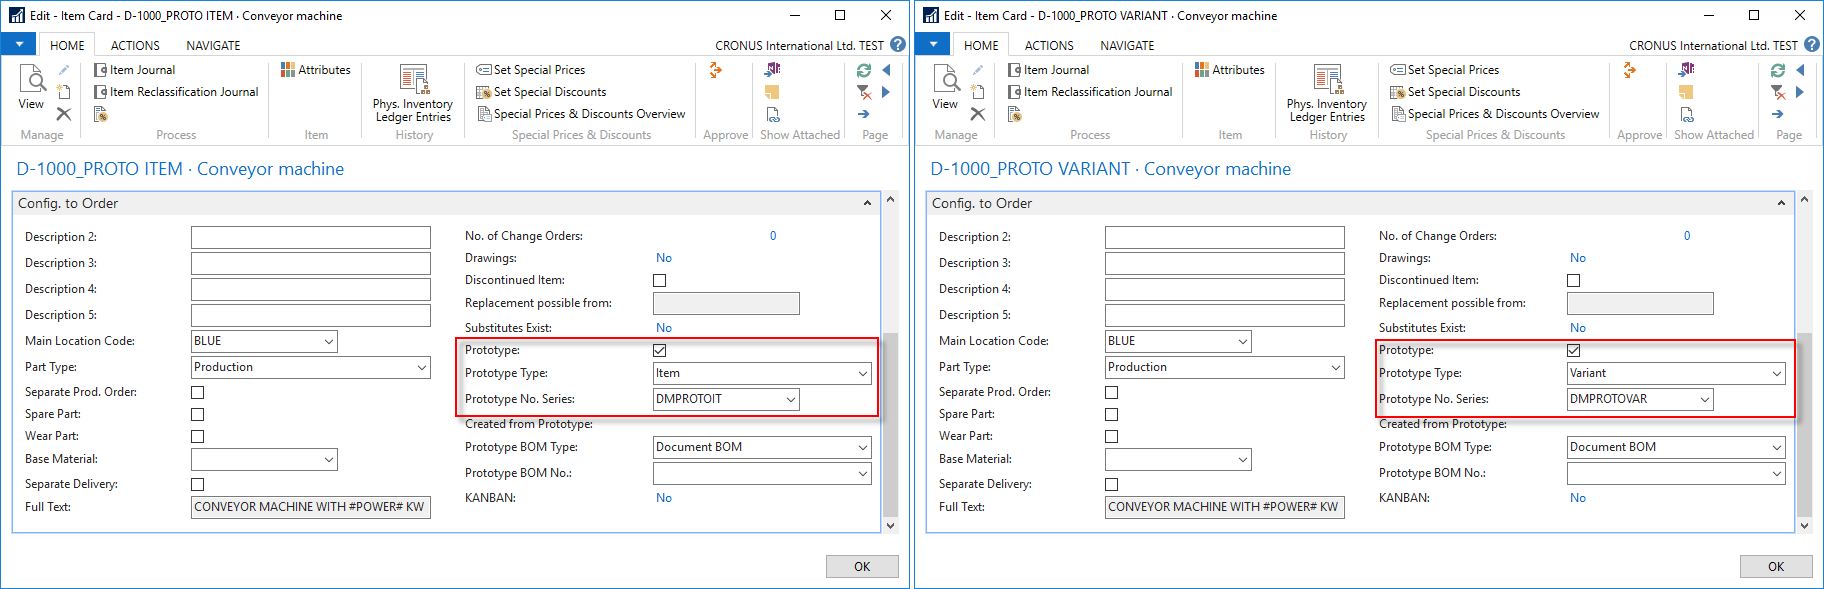 Edit - Item Card - D-1000_PROTO ITEM · Conveyor machine
HOME ACTIONS NAVIGATE CRONUS International Ltd. TEST ?
View
Manage
Item Journal
Item Reclassification Journal
Process
Attributes
Item
Phys. Inventory
Ledger Entries
History
Set Special Prices
Set Special Discounts
Special Prices & Discounts Overview
Special Prices & Discounts
Approve
Show Attached
Page
D-1000_PROTO ITEM · Conveyor machine
Config. to Order
Description 2:
Description 3:
Description 4:
Description 5:
Main Location Code: BLUE
Part Type: Production
Separate Prod. Order:
Spare Part:
Wear Part:
Base Material:
Separate Delivery:
Full Text: CONVEYOR MACHINE WITH #POWER# KW
No. of Change Orders: 0
Drawings: No
Discontinued Item:
Replacement possible from:
Substitutes Exist: No
Prototype:
Prototype Type: Item
Prototype No. Series: DMPROTOIT
Created from Prototype:
Prototype BOM Type: Document BOM
Prototype BOM No.:
KANBAN: No
OK
Edit - Item Card - D-1000_PROTO VARIANT · Conveyor machine
HOME ACTIONS NAVIGATE CRONUS International Ltd. TEST ?
View
Manage
Item Journal
Item Reclassification Journal
Process
Attributes
Item
Phys. Inventory
Ledger Entries
History
Set Special Prices
Set Special Discounts
Special Prices & Discounts Overview
Special Prices & Discounts
Approve
Show Attached
Page
D-1000_PROTO VARIANT · Conveyor machine
Config. to Order
Description 2:
Description 3:
Description 4:
Description 5:
Main Location Code: BLUE
Part Type: Production
Separate Prod. Order:
Spare Part:
Wear Part:
Base Material:
Separate Delivery:
Full Text: CONVEYOR MACHINE WITH #POWER# KW
No. of Change Orders: 0
Drawings: No
Discontinued Item:
Replacement possible from:
Substitutes Exist: No
Prototype:
Prototype Type: Variant
Prototype No. Series: DMPROTOVAR
Created from Prototype:
Prototype BOM Type: Document BOM
Prototype BOM No.:
KANBAN: No
OK